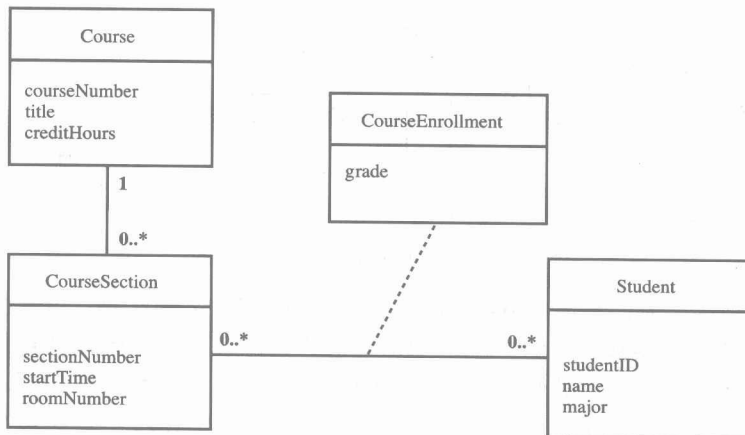 Course
courseNumber
title
creditHours
CourseEnrollment
grade
1
0..*
CourseSection
sectionNumber
startTime
roomNumber
0..*
0..*
Student
studentID
name
major